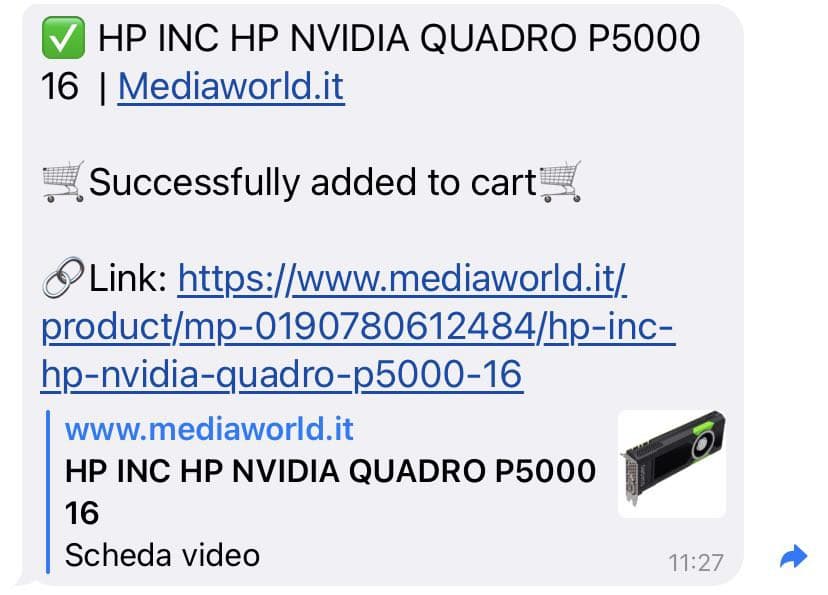 ✅ HP INC HP NVIDIA QUADRO P5000
16 | Mediaworld.it
🛒Successfully added to cart🛒
🔗Link: https://www.mediaworld.it/
product/mp-0190780612484/hp-inc-
hp-nvidia-quadro-p5000-16
www.mediaworld.it
HP INC HP NVIDIA QUADRO P5000
16
Scheda video
11:27